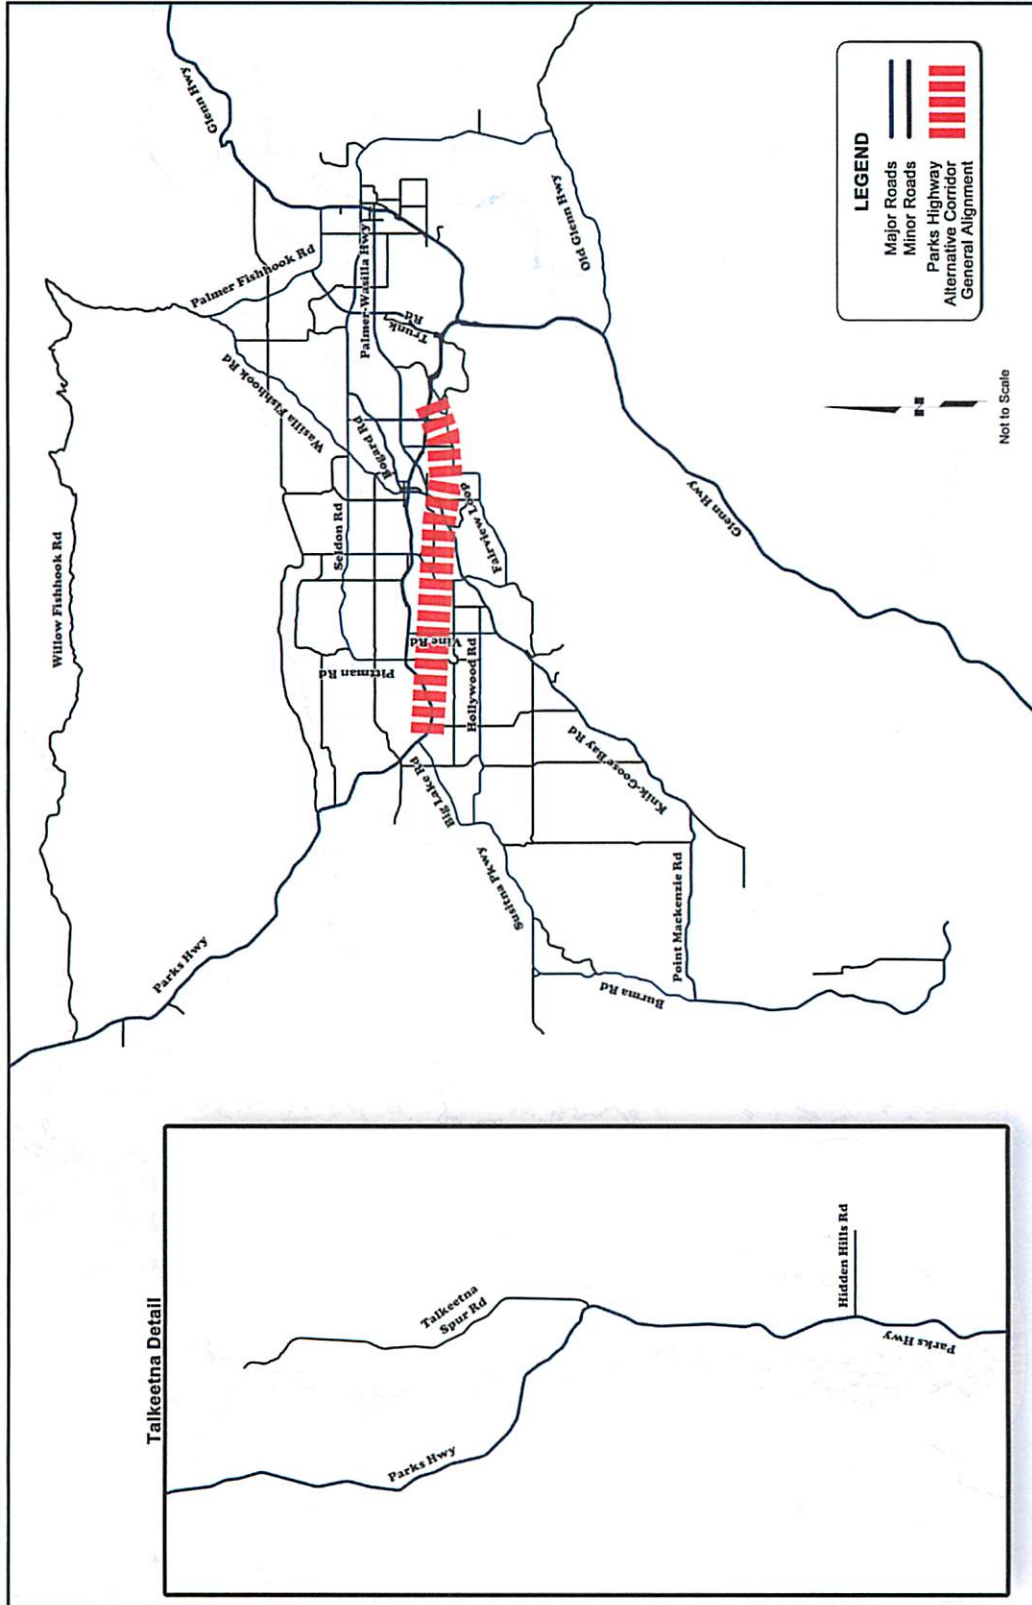 Talkeetna Detail
Parks Hwy
Talkeetna
Spur Rd
Hidden Hills Rd
Parks Hwy
Willow Fishhook Rd
Parks Hwy
Palmer Fishhook Rd
Glenn Hwy
Wasilla Fishhook Rd
Palmer-Wasilla Hwy
Trunk
Rd
Bogard Rd
Seldon Rd
Pittman Rd
Vine Rd
Fairview Loop
Hollywood Rd
Big Lake Rd
Knik-Goose Bay Rd
Susitna Pkwy
Point Mackenzie Rd
Burma Rd
Old Glenn Hwy
Glenn Hwy
N
Not to Scale
LEGEND
Major Roads
Minor Roads
Parks Highway
Alternative Corridor
General Alignment